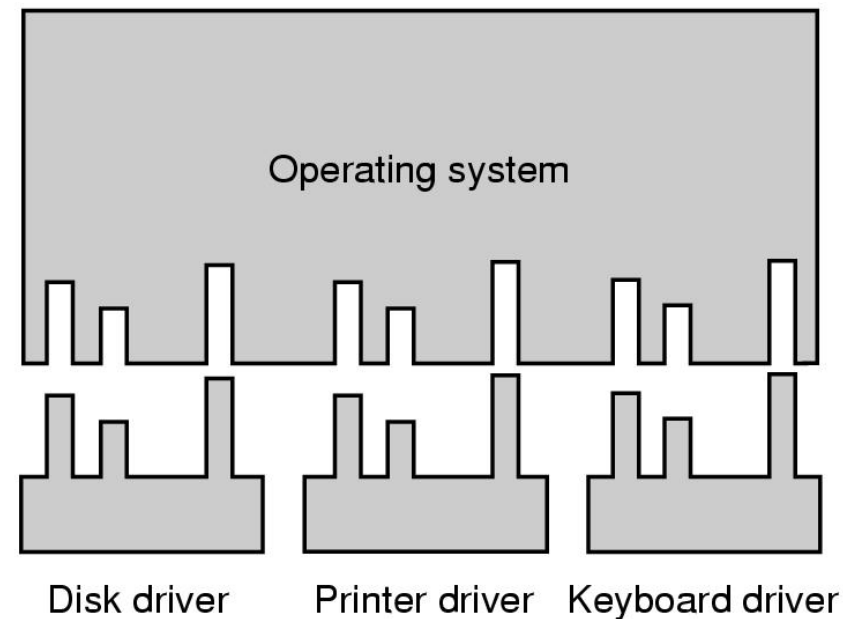 Operating system
Disk driver
Printer driver
Keyboard driver